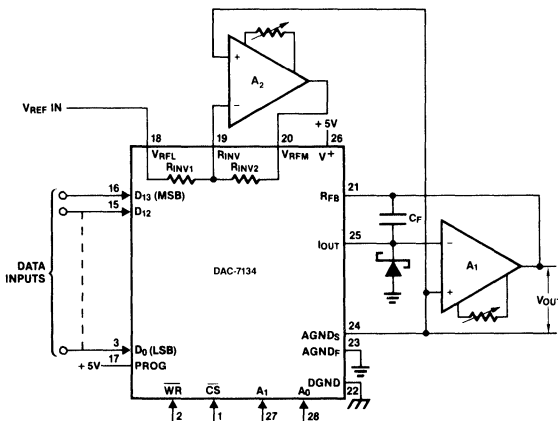 A2
+
−
VREF IN
+ 5V
18 19 20 26
VRFL RINV VRFM V+
RINV1 RINV2
16 D13 (MSB)
15 D12
DATA
INPUTS
DAC-7134
RFB 21
CF
IOUT 25
−
A1
+
VOUT
3 D0 (LSB)
+ 5V 17 PROG
AGNDS 24
AGNDF 23
DGND 22
WR CS A1 A0
2 1 27 28